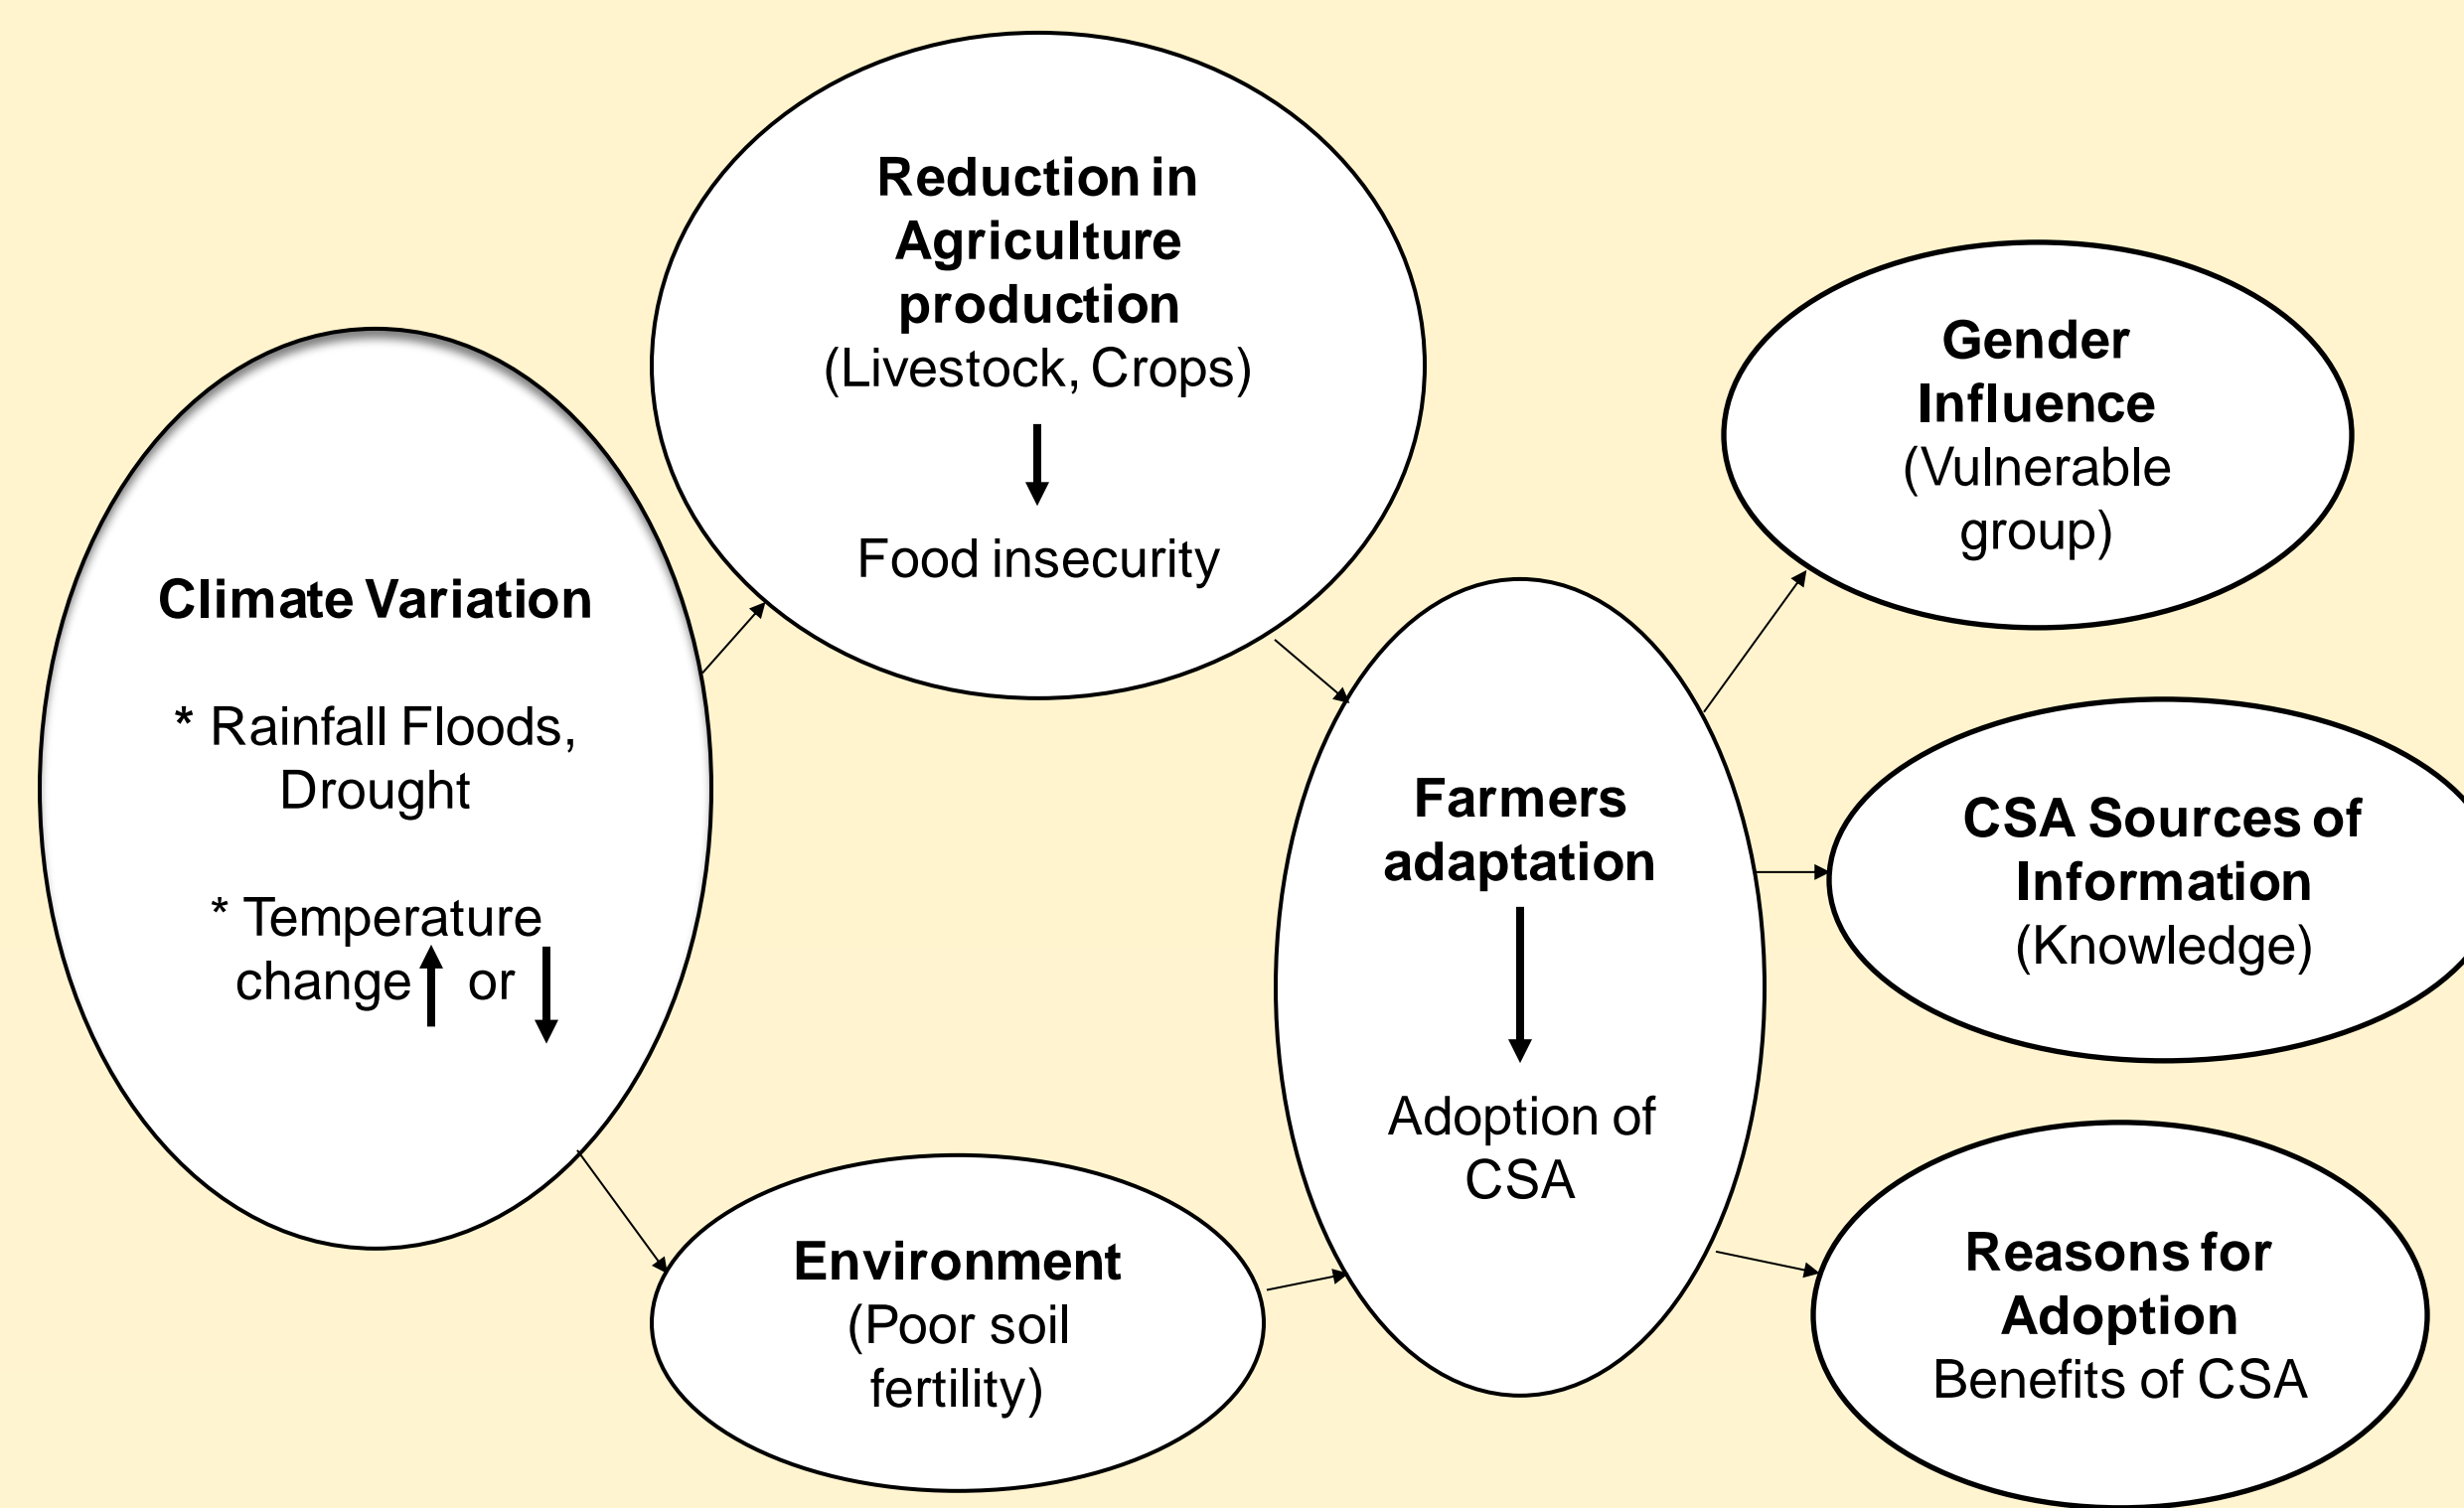 Reduction in
Agriculture
production
(Livestock, Crops)
Food insecurity
Climate Variation
* Rainfall Floods,
Drought
* Temperature
change or
Environment
(Poor soil
fertility)
Farmers
adaptation
Adoption of
CSA
Gender
Influence
(Vulnerable
group)
CSA Sources of
Information
(Knowledge)
Reasons for
Adoption
Benefits of CSA